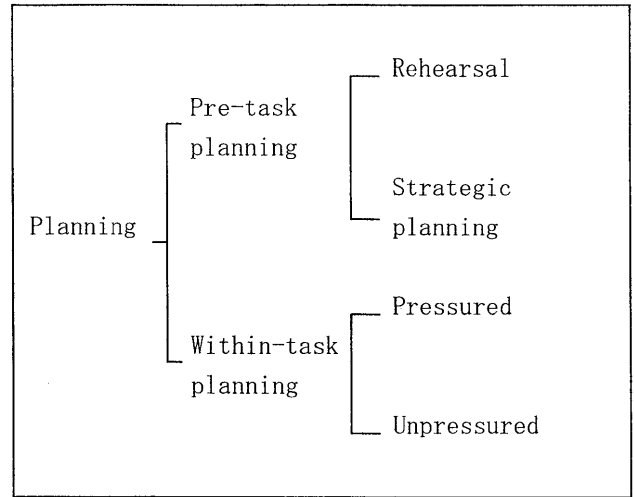 Rehearsal
Pre-task
planning
Strategic
planning
Planning
Pressured
Within-task
planning
Unpressured